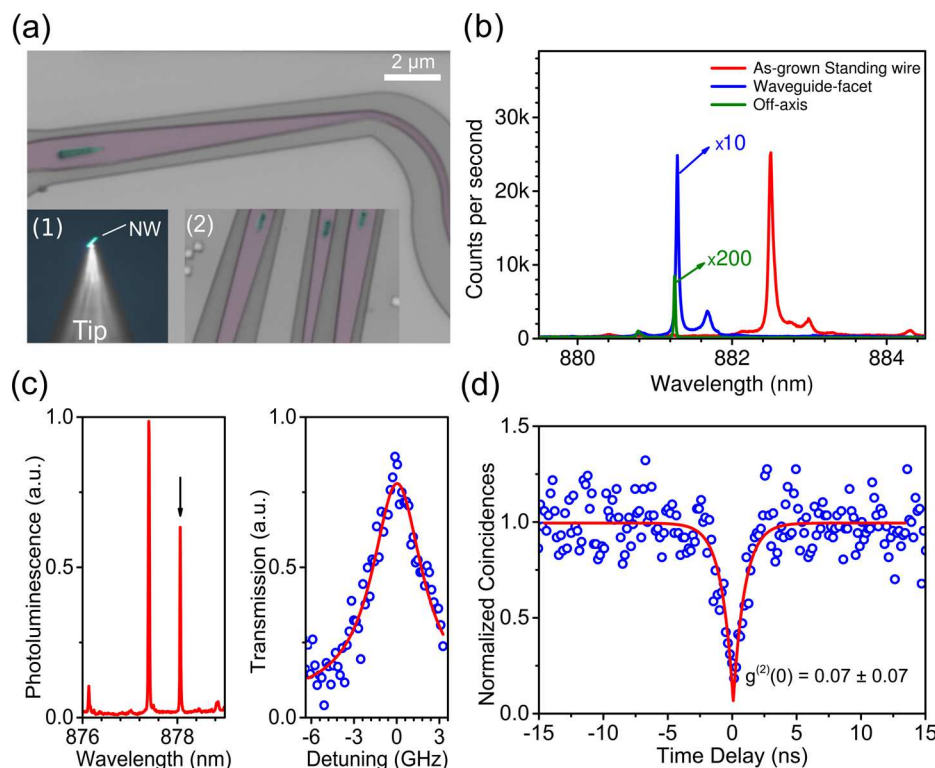 (a)
2 µm
(1)
NW
Tip
(2)
(b)
As-grown Standing wire
Waveguide-facet
Off-axis
x10
x200
30k
20k
10k
0
Counts per second
880
882
884
Wavelength (nm)
(c)
1.0
0.5
0.0
Photoluminescence (a.u.)
876
878
Wavelength (nm)
1.0
0.5
0.0
Transmission (a.u.)
-6
-3
0
3
Detuning (GHz)
(d)
1.5
1.0
0.5
0.0
Normalized Coincidences
g⁽²⁾(0) = 0.07 ± 0.07
-15
-10
-5
0
5
10
15
Time Delay (ns)